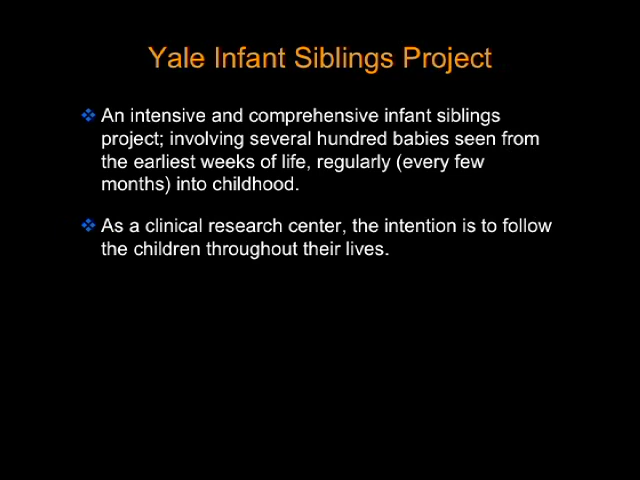 Yale Infant Siblings Project
❖ An intensive and comprehensive infant siblings
project; involving several hundred babies seen from
the earliest weeks of life, regularly (every few
months) into childhood.
❖ As a clinical research center, the intention is to follow
the children throughout their lives.